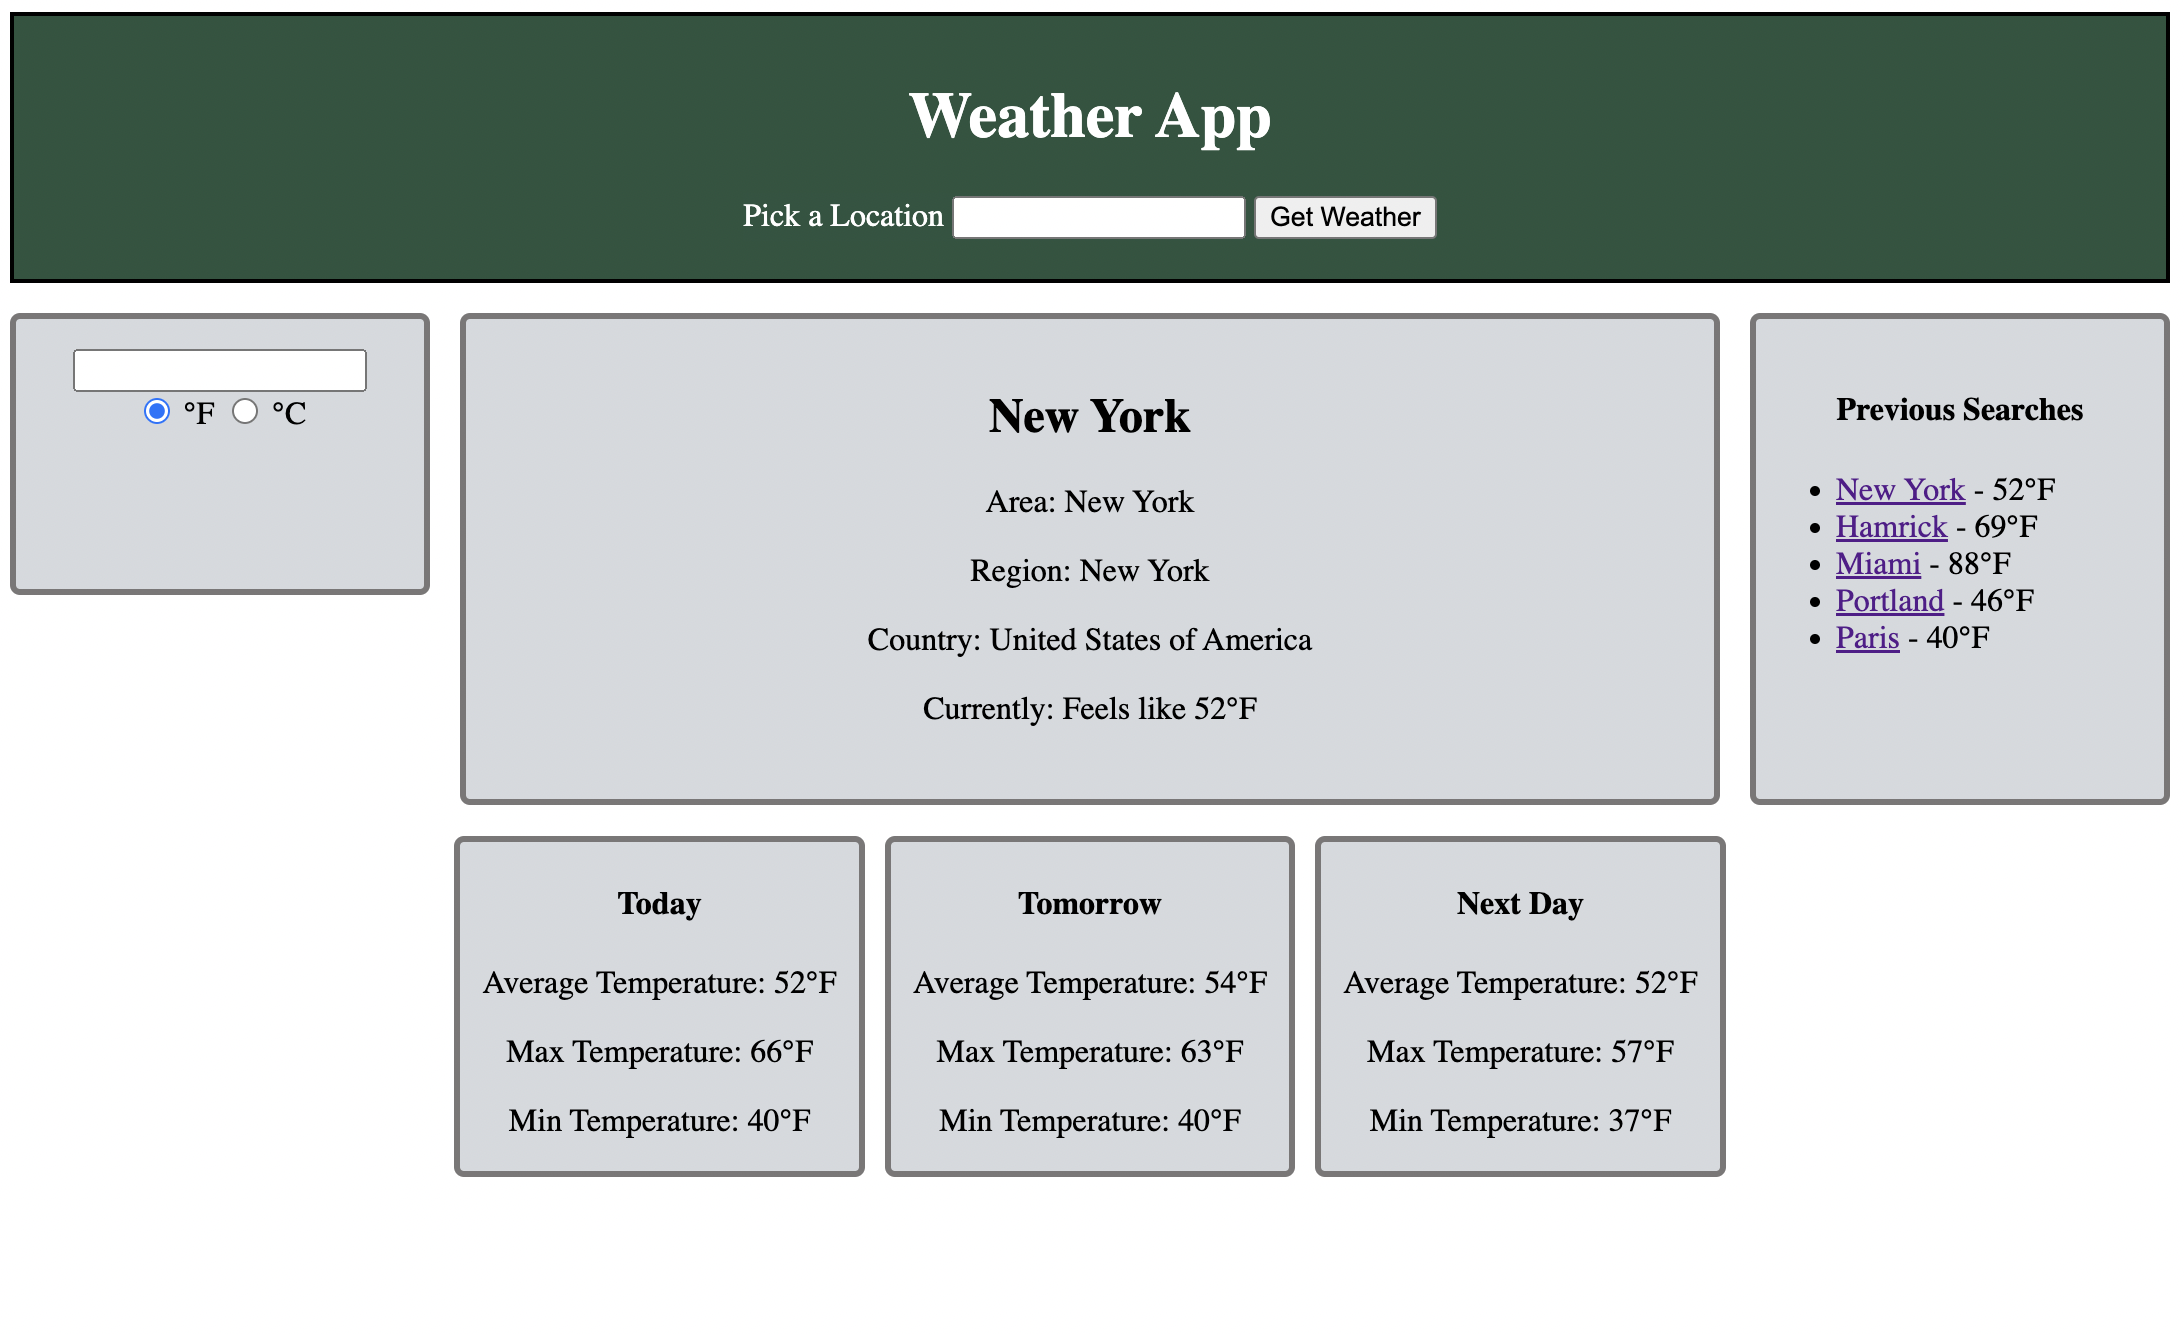 Weather App
Pick a Location Get Weather
°F °C
New York
Area: New York
Region: New York
Country: United States of America
Currently: Feels like 52°F
Previous Searches
New York - 52°F
Hamrick - 69°F
Miami - 88°F
Portland - 46°F
Paris - 40°F
Today
Average Temperature: 52°F
Max Temperature: 66°F
Min Temperature: 40°F
Tomorrow
Average Temperature: 54°F
Max Temperature: 63°F
Min Temperature: 40°F
Next Day
Average Temperature: 52°F
Max Temperature: 57°F
Min Temperature: 37°F